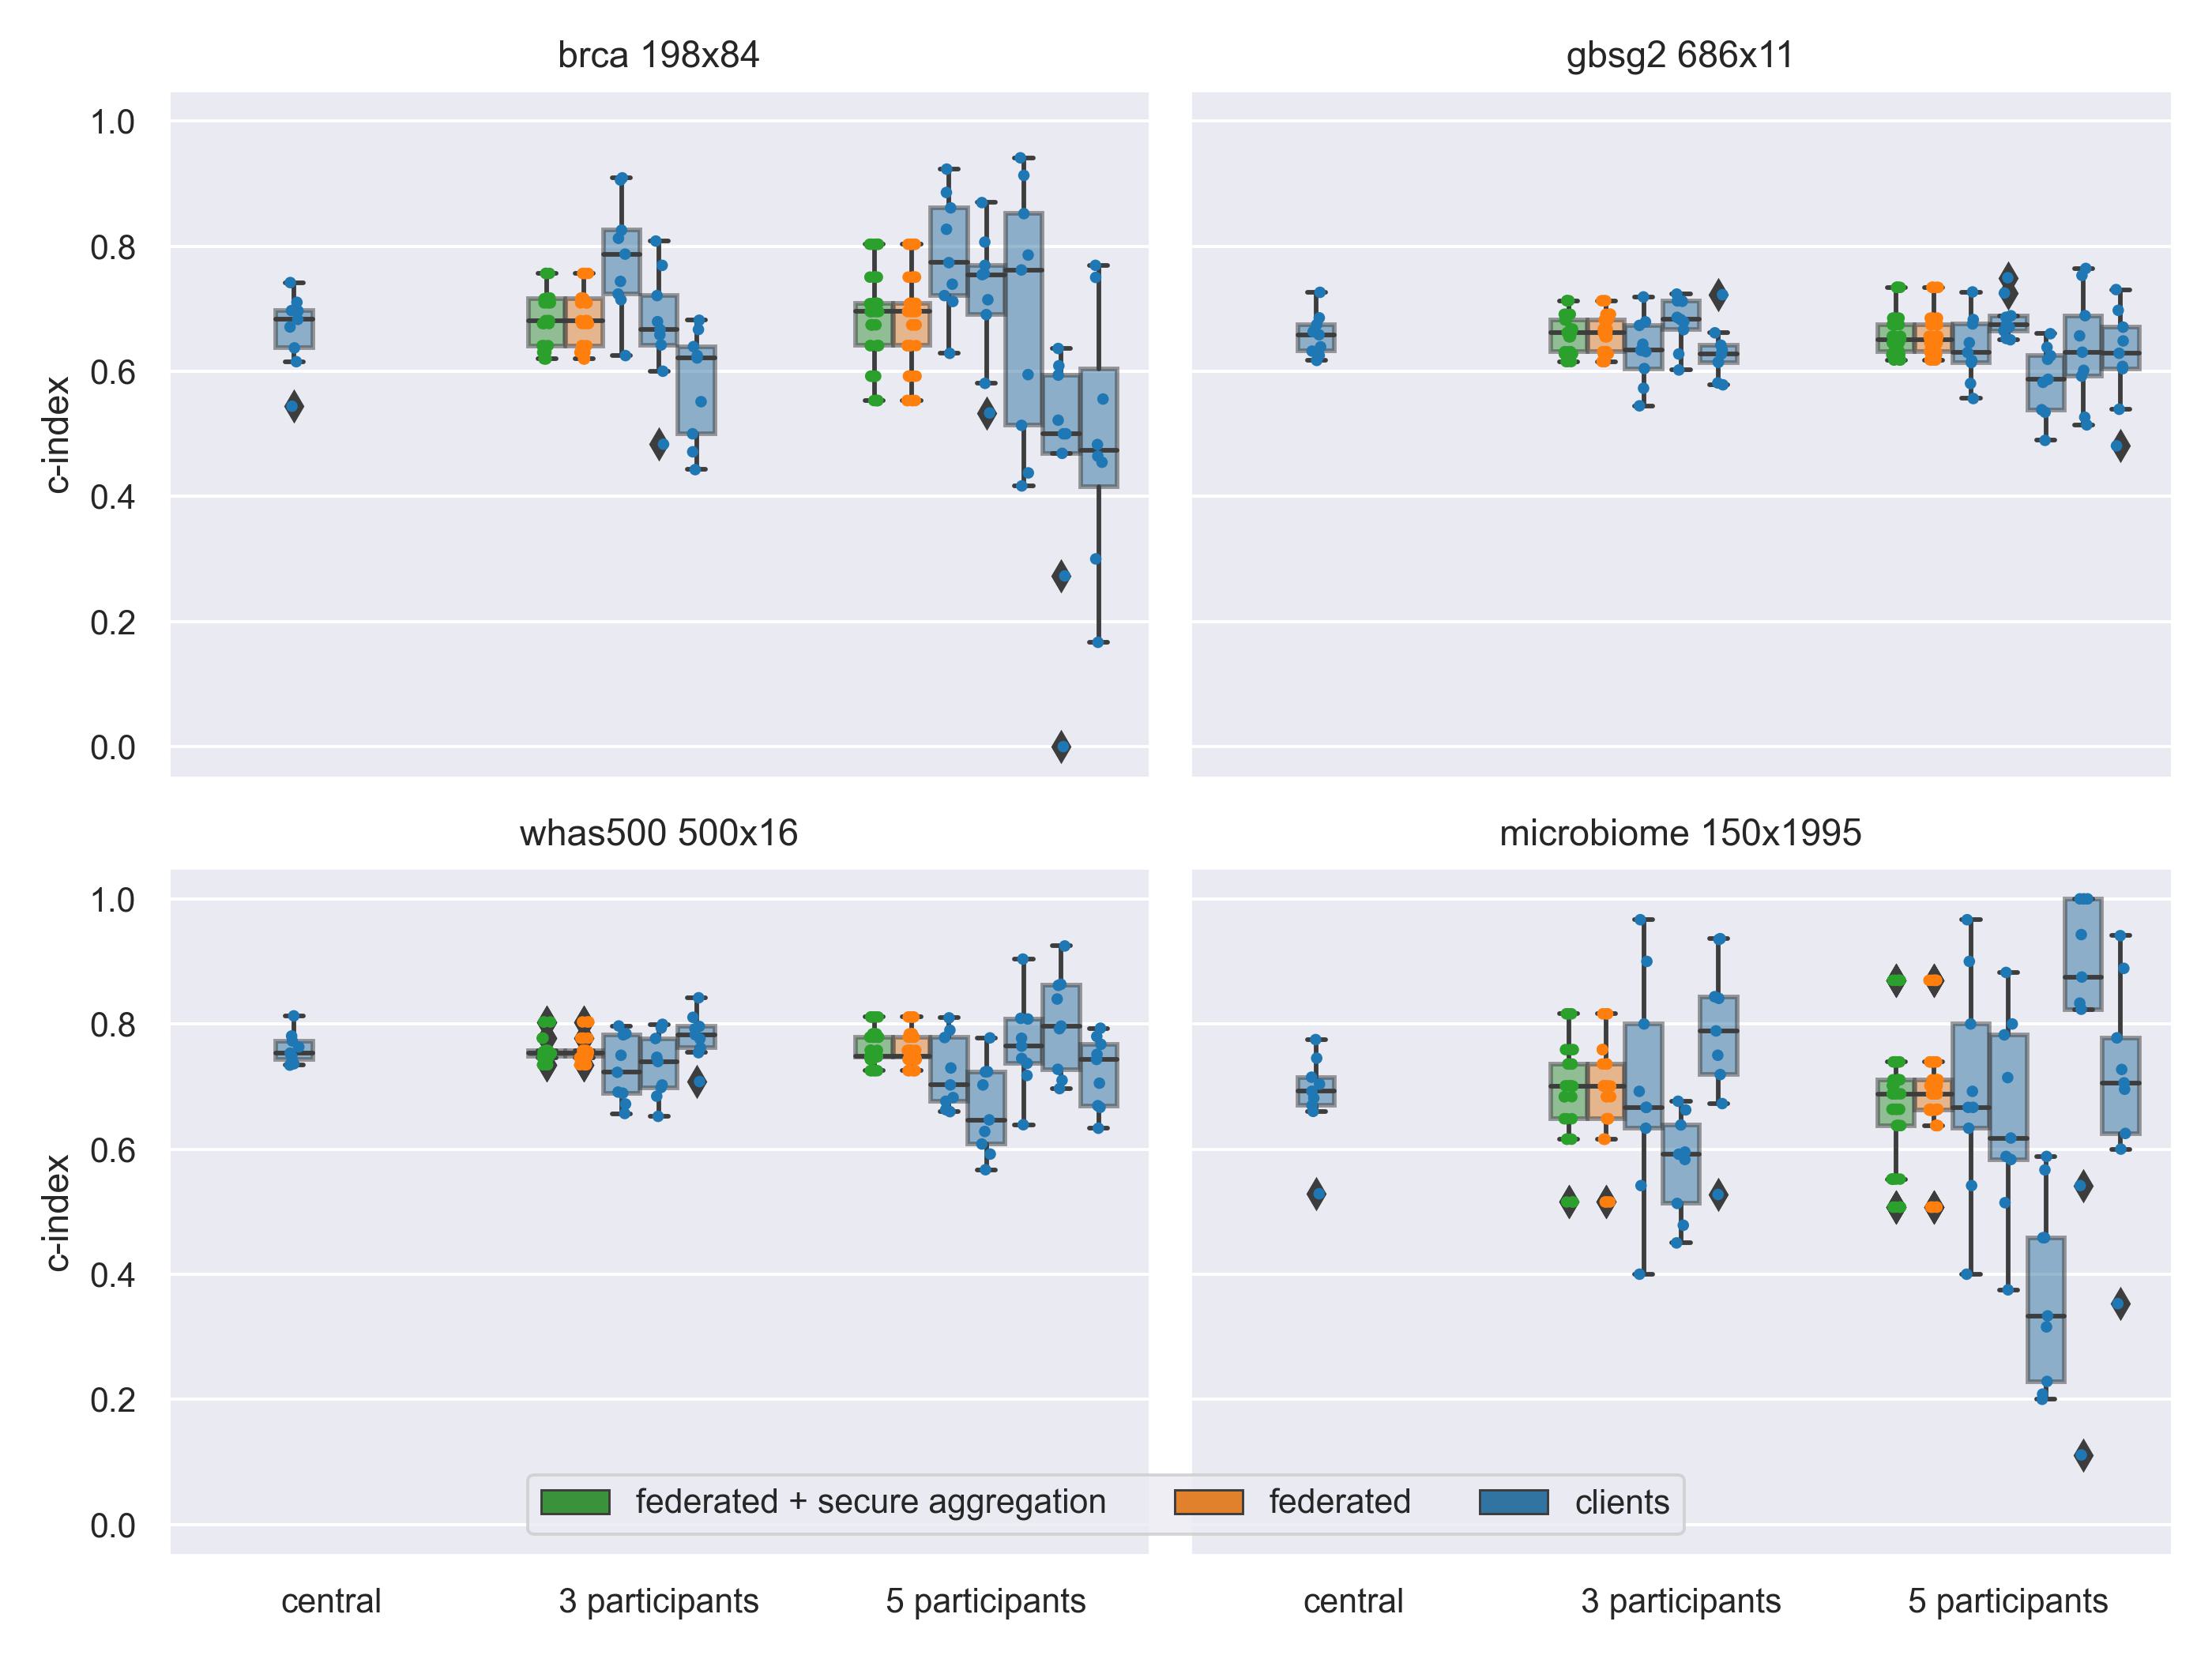 brca 198x84
gbsg2 686x11
1.0
0.8
0.6
0.4
0.2
0.0
c-index
whas500 500x16
microbiome 150x1995
1.0
0.8
0.6
0.4
0.2
0.0
c-index
federated + secure aggregation
federated
clients
central
3 participants
5 participants
central
3 participants
5 participants